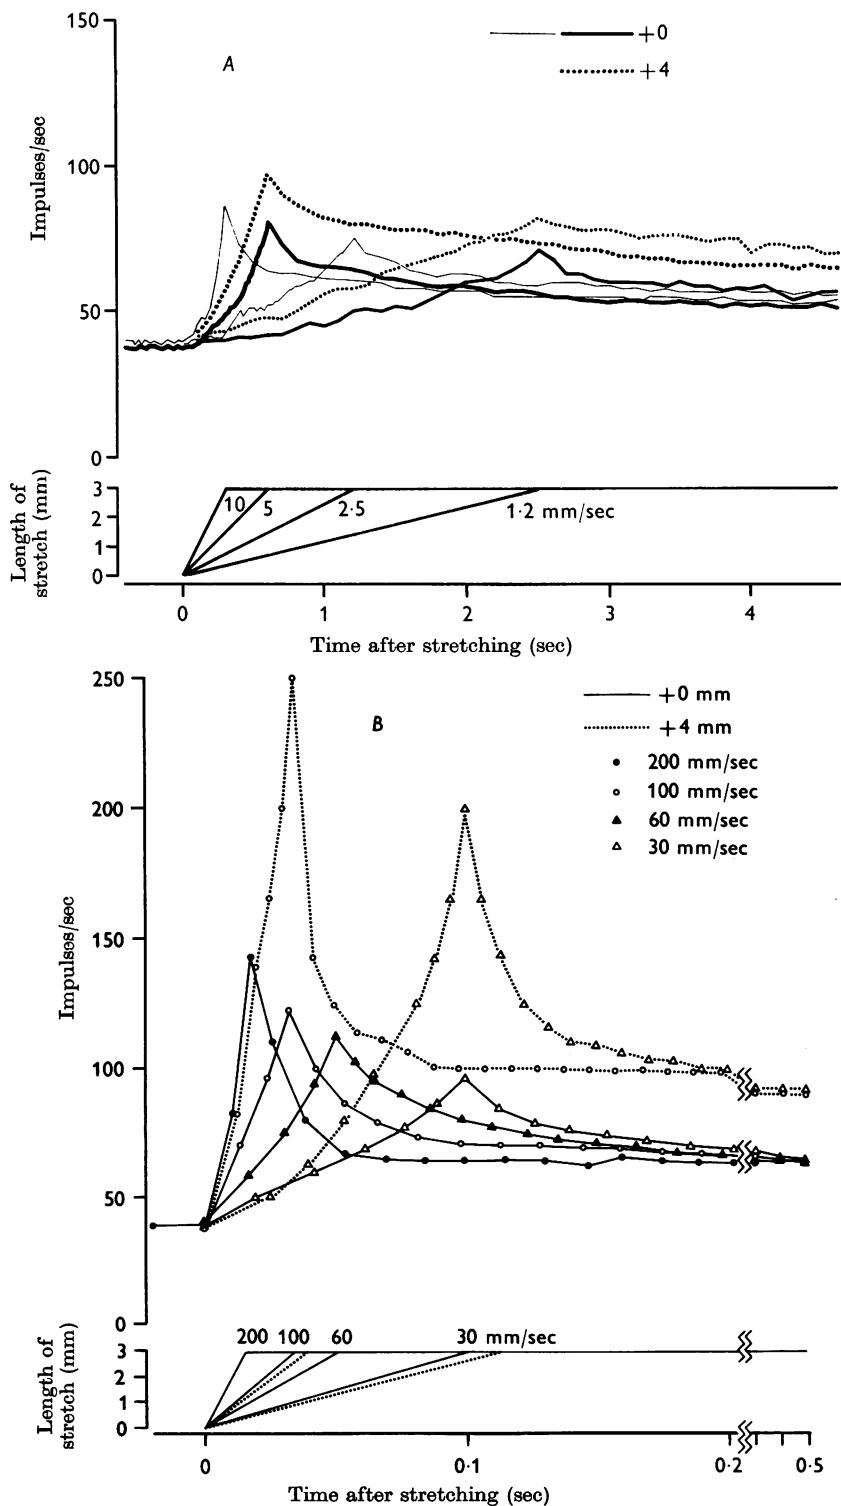 150
+0
A
+4
100
Impulses/sec
50
0
3
2
1
0
Length of
stretch (mm)
10
5
2·5
1·2 mm/sec
0
1
2
3
4
Time after stretching (sec)
250
+0 mm
B
+4 mm
200 mm/sec
100 mm/sec
60 mm/sec
30 mm/sec
200
150
Impulses/sec
100
50
0
200
100
60
30 mm/sec
3
2
1
0
Length of
stretch (mm)
0
0·1
0·2
0·5
Time after stretching (sec)